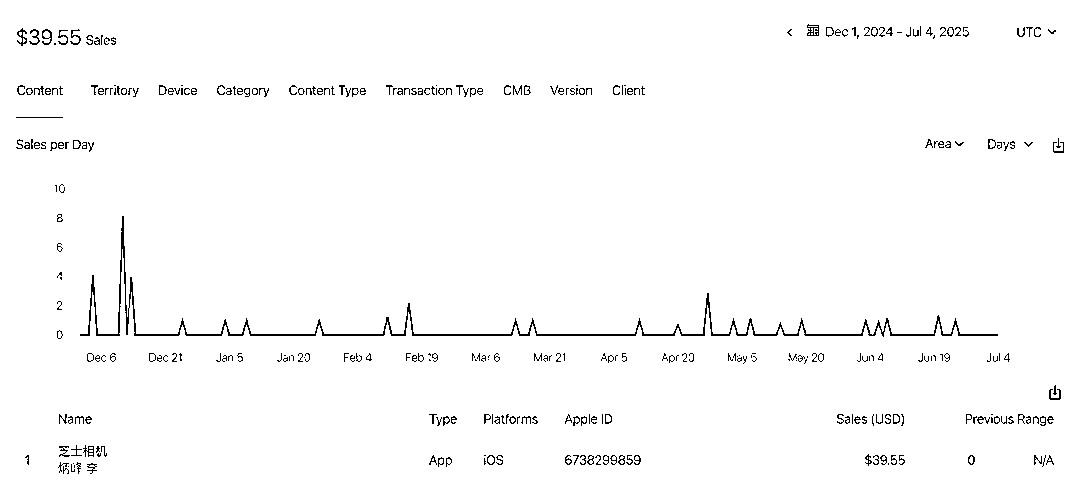 $39.55 Sales
Dec 1, 2024 - Jul 4, 2025
UTC
Content Territory Device Category Content Type Transaction Type CMB Version Client
Sales per Day
Area Days
10
8
6
4
2
0
Dec 6 Dec 21 Jan 5 Jan 20 Feb 4 Feb 19 Mar 6 Mar 21 Apr 5 Apr 20 May 5 May 20 Jun 4 Jun 19 Jul 4
Name Type Platforms Apple ID Sales (USD) Previous Range
1 芝士相机 App iOS 6738299859 $39.55 0 N/A
炳峰 李